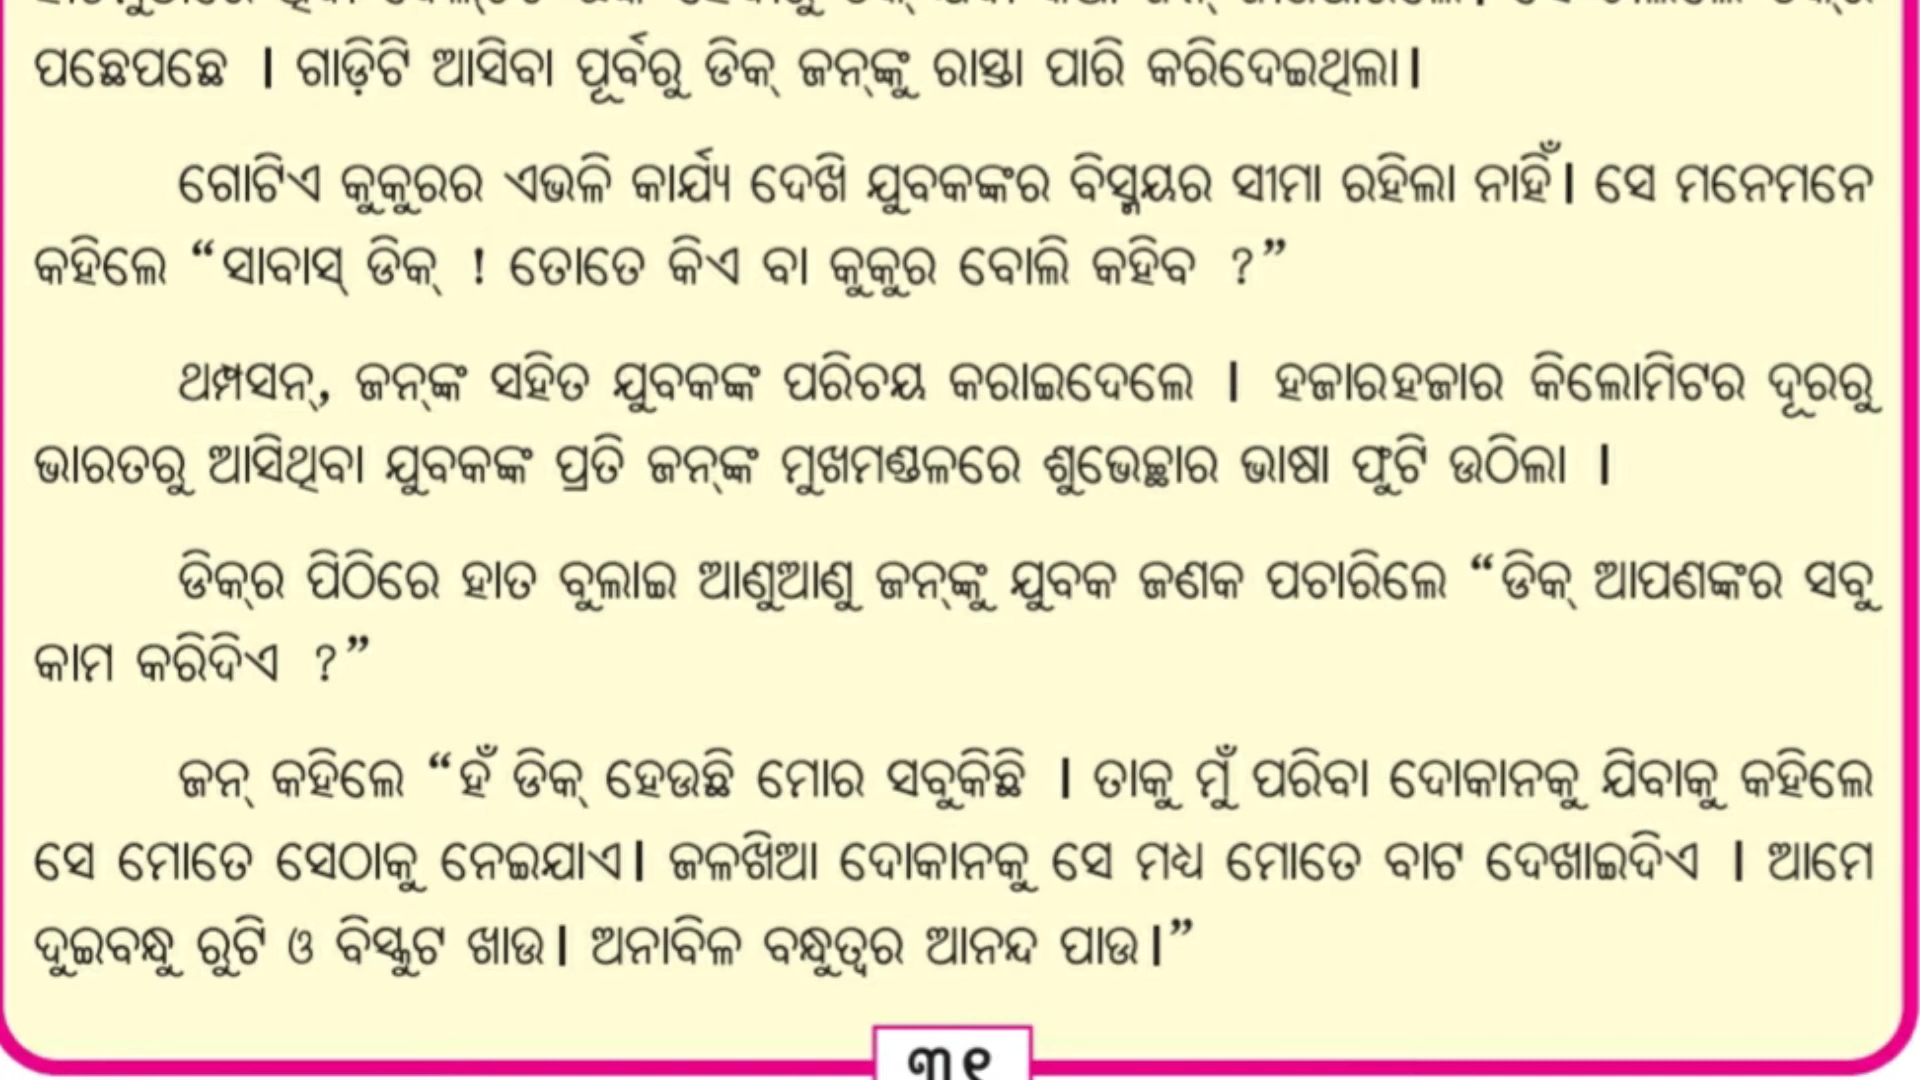 ପଛେପଛେ । ଗାଡ଼ିଟି ଆସିବା ପୂର୍ବରୁ ଡିକ୍ ଜନ୍‌ଙ୍କୁ ରାସ୍ତା ପାରି କରିଦେଇଥିଲା।
ଗୋଟିଏ କୁକୁରର ଏଭଳି କାର୍ଯ୍ୟ ଦେଖି ଯୁବକଙ୍କର ବିସ୍ମୟର ସୀମା ରହିଲା ନାହିଁ। ସେ ମନେମନେ
କହିଲେ “ସାବାସ୍ ଡିକ୍ ! ତୋତେ କିଏ ବା କୁକୁର ବୋଲି କହିବ ?”
ଥମ୍ପସନ୍, ଜନ୍‌ଙ୍କ ସହିତ ଯୁବକଙ୍କ ପରିଚୟ କରାଇଦେଲେ । ହଜାରହଜାର କିଲୋମିଟର ଦୂରରୁ
ଭାରତରୁ ଆସିଥିବା ଯୁବକଙ୍କ ପ୍ରତି ଜନ୍‌ଙ୍କ ମୁଖମଣ୍ଡଳରେ ଶୁଭେଚ୍ଛାର ଭାଷା ଫୁଟି ଉଠିଲା ।
ଡିକ୍‌ର ପିଠିରେ ହାତ ବୁଲାଇ ଆଣୁଆଣୁ ଜନ୍‌ଙ୍କୁ ଯୁବକ ଜଣକ ପଚାରିଲେ “ଡିକ୍ ଆପଣଙ୍କର ସବୁ
କାମ କରିଦିଏ ?”
ଜନ୍ କହିଲେ “ହଁ ଡିକ୍ ହେଉଛି ମୋର ସବୁକିଛି । ତାକୁ ମୁଁ ପରିବା ଦୋକାନକୁ ଯିବାକୁ କହିଲେ
ସେ ମୋତେ ସେଠାକୁ ନେଇଯାଏ। ଜଳଖିଆ ଦୋକାନକୁ ସେ ମଧ୍ୟ ମୋତେ ବାଟ ଦେଖାଇଦିଏ । ଆମେ
ଦୁଇବନ୍ଧୁ ରୁଟି ଓ ବିସ୍କୁଟ ଖାଉ। ଅନାବିଳ ବନ୍ଧୁତ୍ୱର ଆନନ୍ଦ ପାଉ।”
୩୧